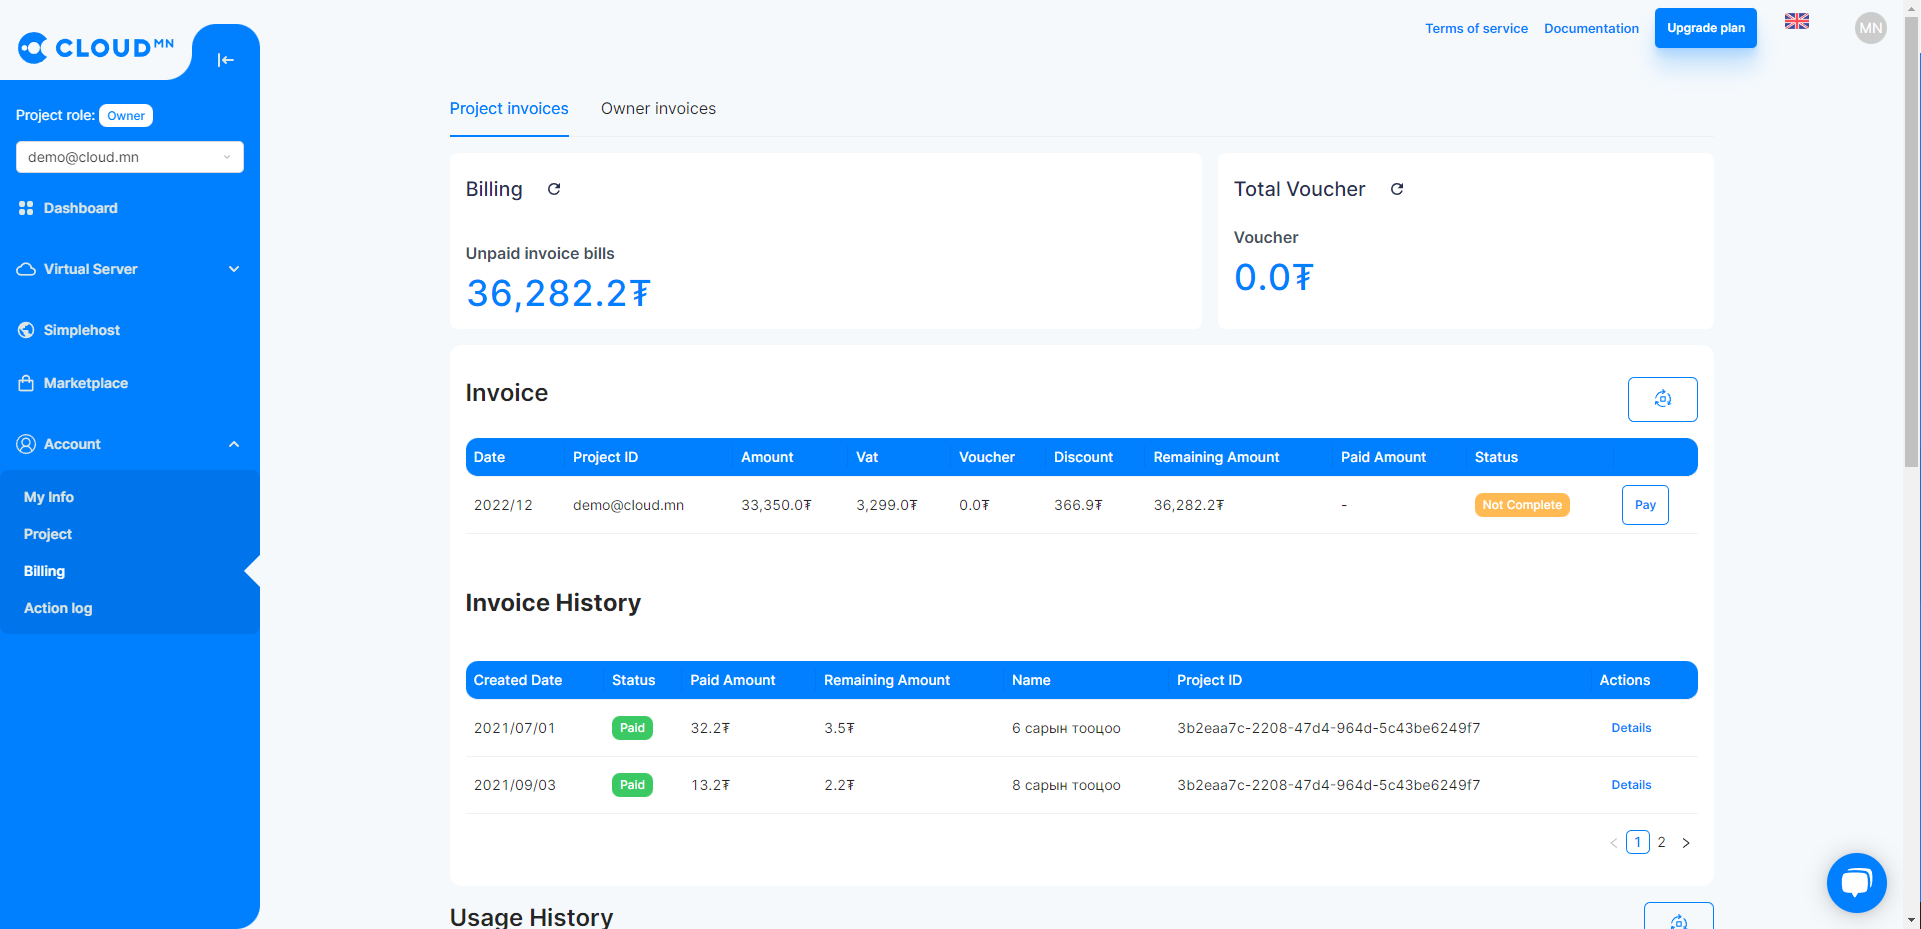 CLOUD MN
Project role: Owner
demo@cloud.mn
Dashboard
Virtual Server
Simplehost
Marketplace
Account
My Info
Project
Billing
Action log
Terms of service Documentation Upgrade plan MN
Project invoices Owner invoices
Billing
Unpaid invoice bills
36,282.2₮
Total Voucher
Voucher
0.0₮
Invoice
Date Project ID Amount Vat Voucher Discount Remaining Amount Paid Amount Status
2022/12 demo@cloud.mn 33,350.0₮ 3,299.0₮ 0.0₮ 366.9₮ 36,282.2₮ - Not Complete Pay
Invoice History
Created Date Status Paid Amount Remaining Amount Name Project ID Actions
2021/07/01 Paid 32.2₮ 3.5₮ 6 сарын тооцоо 3b2eaa7c-2208-47d4-964d-5c43be6249f7 Details
2021/09/03 Paid 13.2₮ 2.2₮ 8 сарын тооцоо 3b2eaa7c-2208-47d4-964d-5c43be6249f7 Details
< 1 2 >
Usage History